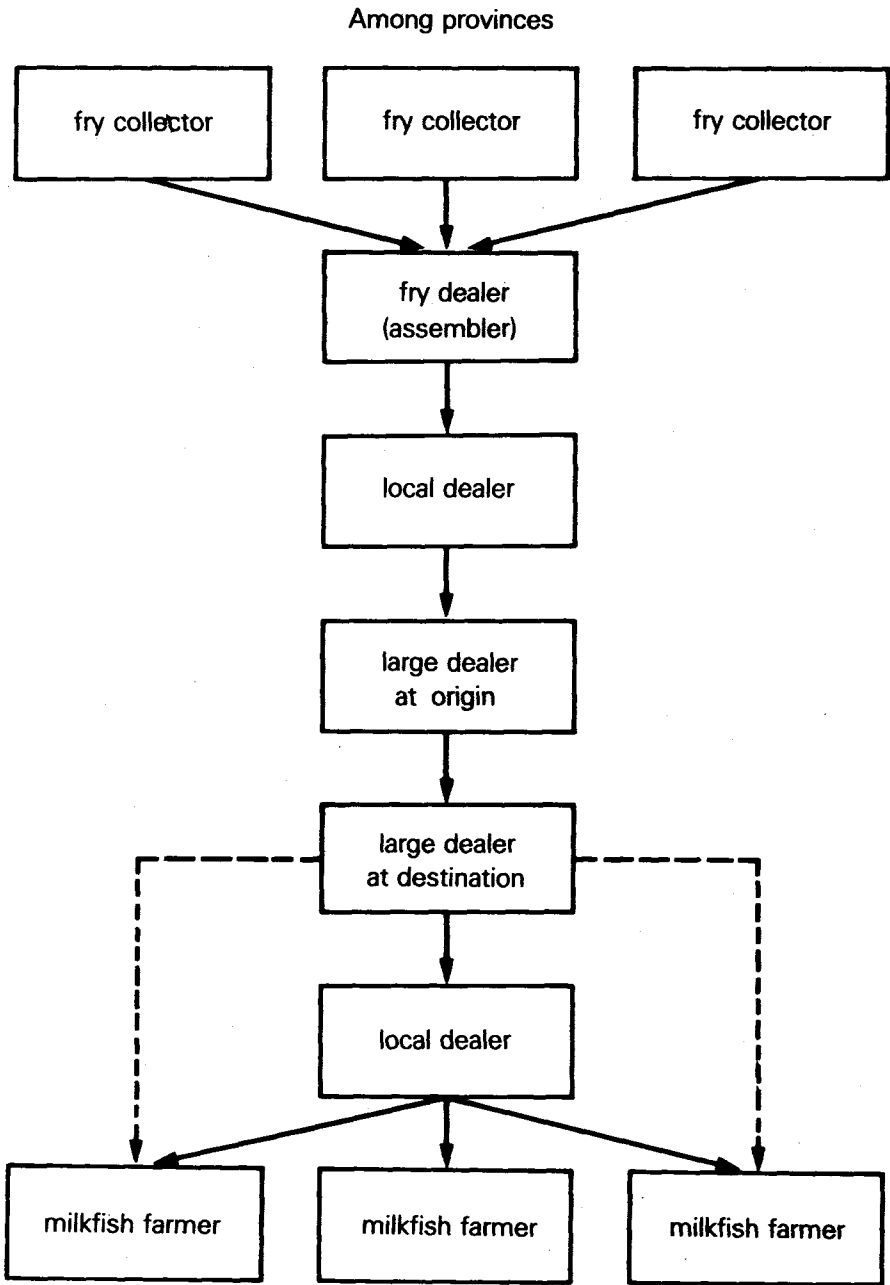 Among provinces
fry collector
fry collector
fry collector
fry dealer
(assembler)
local dealer
large dealer
at origin
large dealer
at destination
local dealer
milkfish farmer
milkfish farmer
milkfish farmer